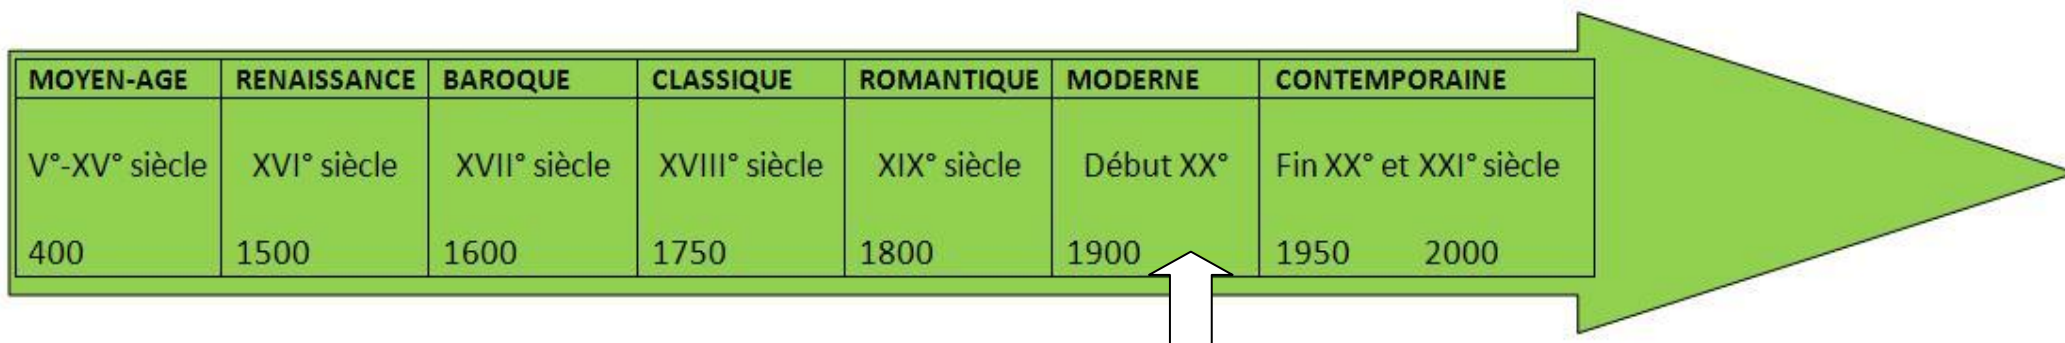 MOYEN-AGE RENAISSANCE BAROQUE CLASSIQUE ROMANTIQUE MODERNE CONTEMPORAINE
V°-XV° siècle XVI° siècle XVII° siècle XVIII° siècle XIX° siècle Début XX° Fin XX° et XXI° siècle
400 1500 1600 1750 1800 1900 1950 2000